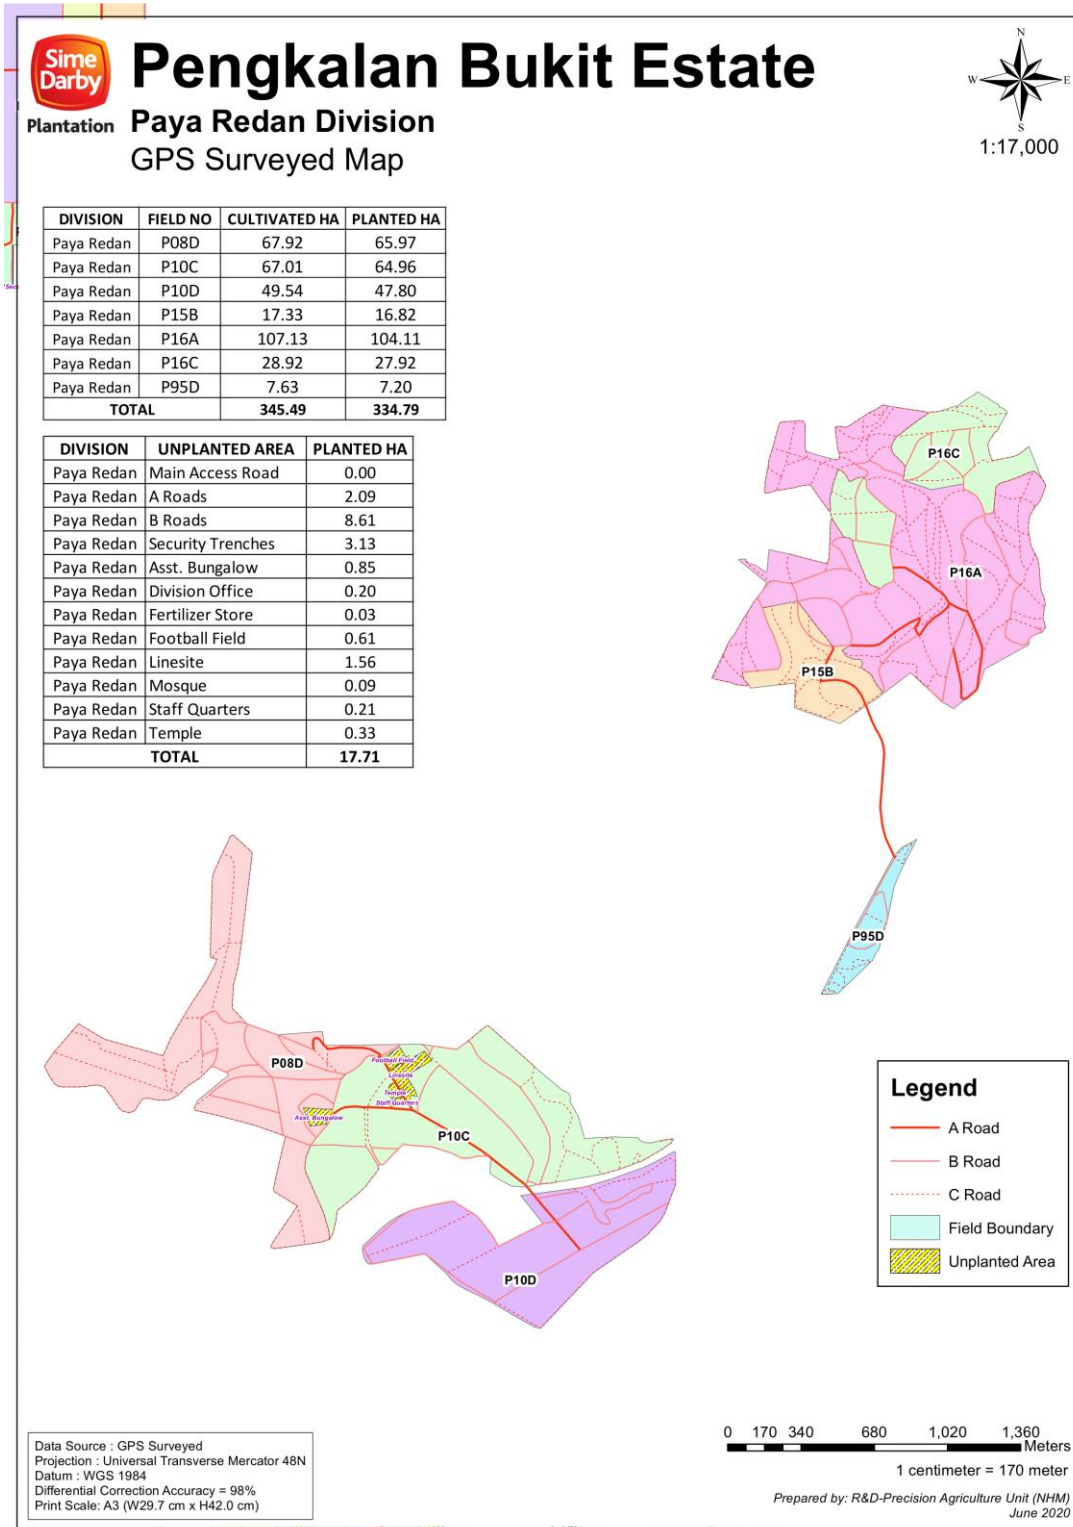 Sime
Darby
Plantation
Pengkalan Bukit Estate
Paya Redan Division
GPS Surveyed Map
N
W E
S
1:17,000
DIVISION FIELD NO CULTIVATED HA PLANTED HA
Paya Redan P08D 67.92 65.97
Paya Redan P10C 67.01 64.96
Paya Redan P10D 49.54 47.80
Paya Redan P15B 17.33 16.82
Paya Redan P16A 107.13 104.11
Paya Redan P16C 28.92 27.92
Paya Redan P95D 7.63 7.20
TOTAL 345.49 334.79
DIVISION UNPLANTED AREA PLANTED HA
Paya Redan Main Access Road 0.00
Paya Redan A Roads 2.09
Paya Redan B Roads 8.61
Paya Redan Security Trenches 3.13
Paya Redan Asst. Bungalow 0.85
Paya Redan Division Office 0.20
Paya Redan Fertilizer Store 0.03
Paya Redan Football Field 0.61
Paya Redan Linesite 1.56
Paya Redan Mosque 0.09
Paya Redan Staff Quarters 0.21
Paya Redan Temple 0.33
TOTAL 17.71
P16C
P16A
P15B
P95D
P08D
Football Field
Linesite
Temple
Staff Quarters
Asst. Bungalow
P10C
P10D
Legend
A Road
B Road
C Road
Field Boundary
Unplanted Area
Data Source : GPS Surveyed
Projection : Universal Transverse Mercator 48N
Datum : WGS 1984
Differential Correction Accuracy = 98%
Print Scale: A3 (W29.7 cm x H42.0 cm)
0 170 340 680 1,020 1,360
Meters
1 centimeter = 170 meter
Prepared by: R&D-Precision Agriculture Unit (NHM)
June 2020